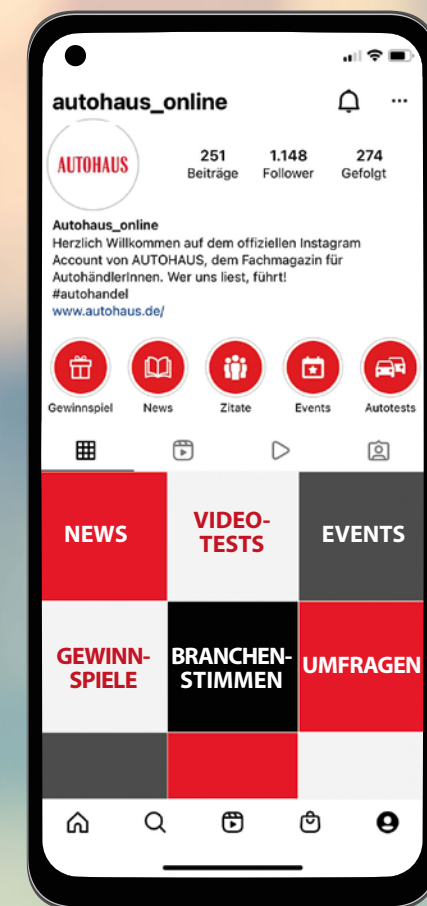 autohaus_online
AUTOHAUS
251 1.148 274
Beiträge Follower Gefolgt
Autohaus_online
Herzlich Willkommen auf dem offiziellen Instagram
Account von AUTOHAUS, dem Fachmagazin für
AutohändlerInnen. Wer uns liest, führt!
#autohandel
www.autohaus.de/
Gewinnspiel News Zitate Events Autotests
NEWS
VIDEO-
TESTS
EVENTS
GEWINN-
SPIELE
BRANCHEN-
STIMMEN
UMFRAGEN